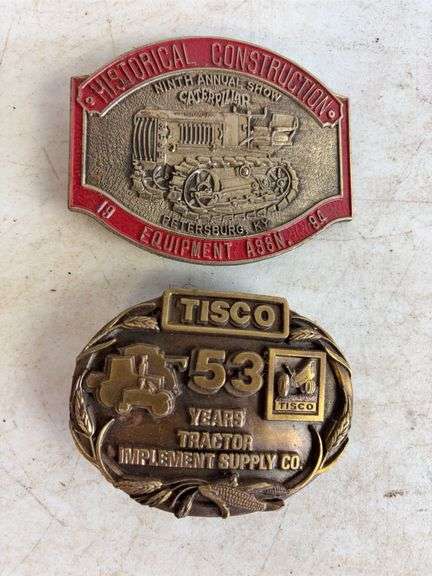 HISTORICAL CONSTRUCTION
NINTH ANNUAL SHOW
CATERPILLAR
PETERSBURG, KY.
19 EQUIPMENT ASSN. 94
TISCO
53
TISCO
YEARS
TRACTOR
IMPLEMENT SUPPLY CO.